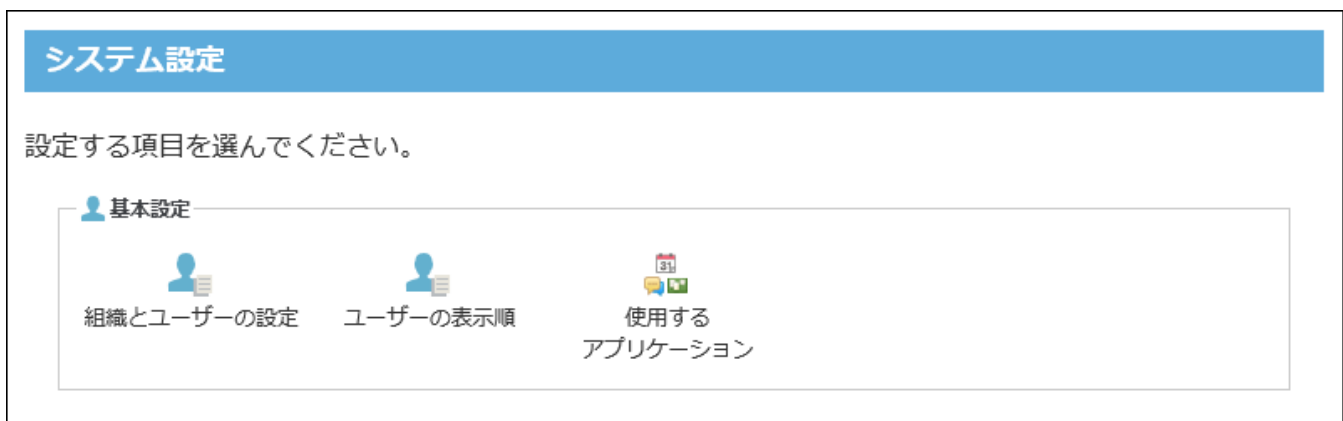 システム設定
設定する項目を選んでください。
基本設定
31
組織とユーザーの設定
ユーザーの表示順
使用する
アプリケーション